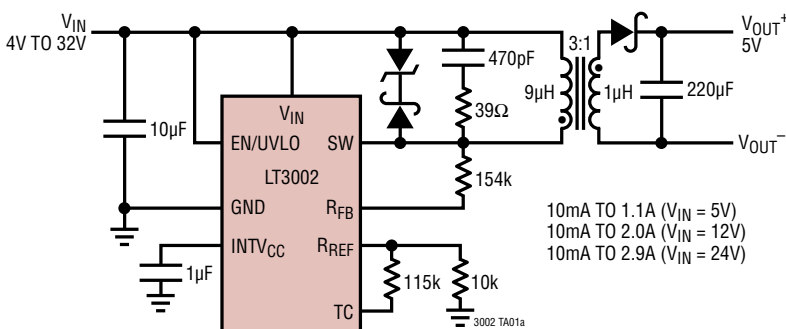 V_IN
4V TO 32V
10µF
V_IN
EN/UVLO
SW
LT3002
GND
R_FB
INTV_CC
R_REF
TC
1µF
470pF
39Ω
154k
115k
10k
3:1
9µH
1µH
220µF
V_OUT^+
5V
V_OUT^–
10mA TO 1.1A (V_IN = 5V)
10mA TO 2.0A (V_IN = 12V)
10mA TO 2.9A (V_IN = 24V)
3002 TA01a